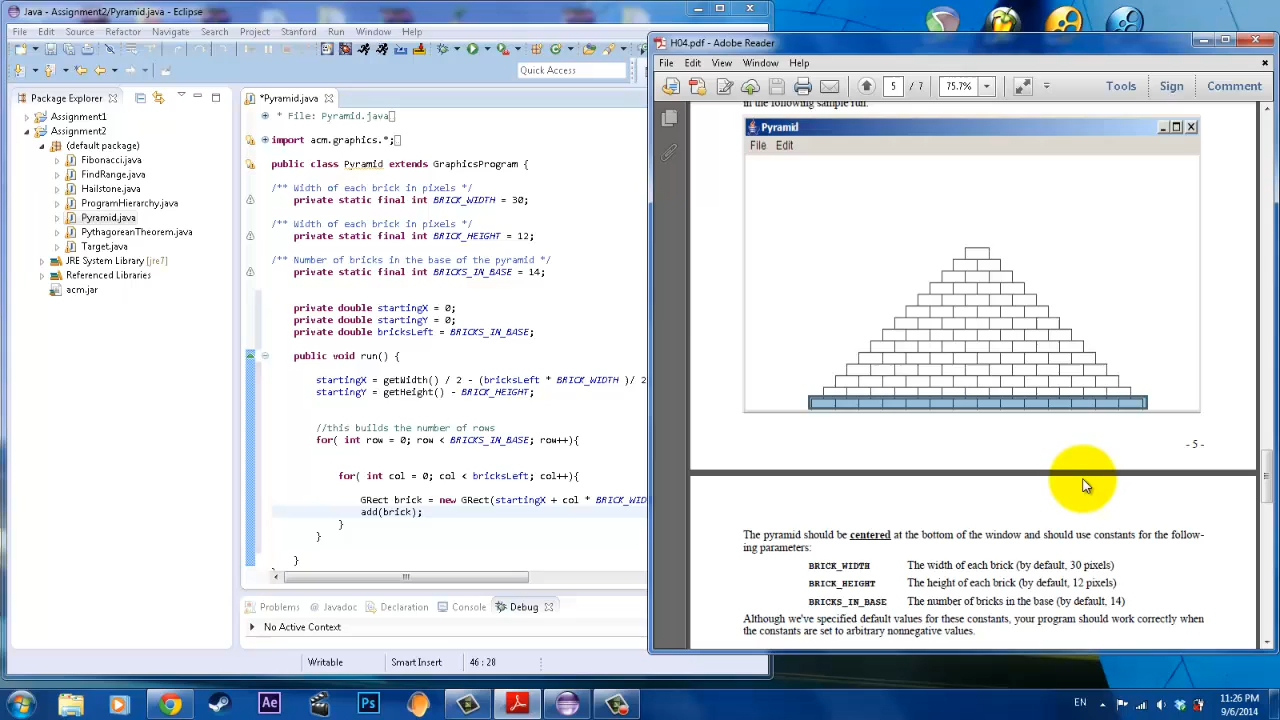 Java - Assignment2/Pyramid.java - Eclipse
File Edit Source Refactor Navigate Search Project Stanford Run Window Help
Quick Access
Package Explorer
Assignment1
Assignment2
(default package)
Fibonacci.java
FindRange.java
Hailstone.java
ProgramHierarchy.java
Pyramid.java
PythagoreanTheorem.java
Target.java
JRE System Library [jre7]
Referenced Libraries
acm.jar
*Pyramid.java
* File: Pyramid.java
import acm.graphics.*;
public class Pyramid extends GraphicsProgram {
/** Width of each brick in pixels */
private static final int BRICK_WIDTH = 30;
/** Width of each brick in pixels */
private static final int BRICK_HEIGHT = 12;
/** Number of bricks in the base of the pyramid */
private static final int BRICKS_IN_BASE = 14;
private double startingX = 0;
private double startingY = 0;
private double bricksLeft = BRICKS_IN_BASE;
public void run() {
startingX = getWidth() / 2 - (bricksLeft * BRICK_WIDTH )/ 2
startingY = getHeight() - BRICK_HEIGHT;
//this builds the number of rows
for( int row = 0; row < BRICKS_IN_BASE; row++){
for( int col = 0; col < bricksLeft; col++){
GRect brick = new GRect(startingX + col * BRICK_WID
add(brick);
}
}
}
Problems Javadoc Declaration Console Debug
No Active Context
Writable Smart Insert 46 : 28
H04.pdf - Adobe Reader
File Edit View Window Help
5 / 7 75.7% Tools Sign Comment
in the following sample run:
Pyramid
File Edit
- 5 -
The pyramid should be centered at the bottom of the window and should use constants for the follow-
ing parameters:
BRICK_WIDTH The width of each brick (by default, 30 pixels)
BRICK_HEIGHT The height of each brick (by default, 12 pixels)
BRICKS_IN_BASE The number of bricks in the base (by default, 14)
Although we've specified default values for these constants, your program should work correctly when
the constants are set to arbitrary nonnegative values.
Ae Ps
EN
11:26 PM
9/6/2014